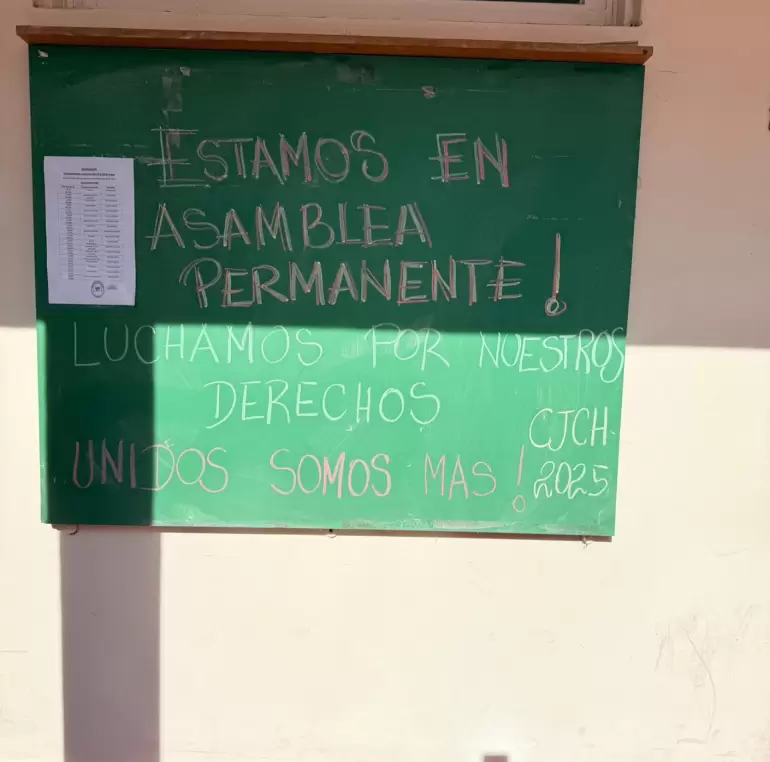 ESTAMOS EN
ASAMBLEA
PERMANENTE!
LUCHAMOS POR NUESTROS
DERECHOS
CJCH
UNIDOS SOMOS MAS!
2025